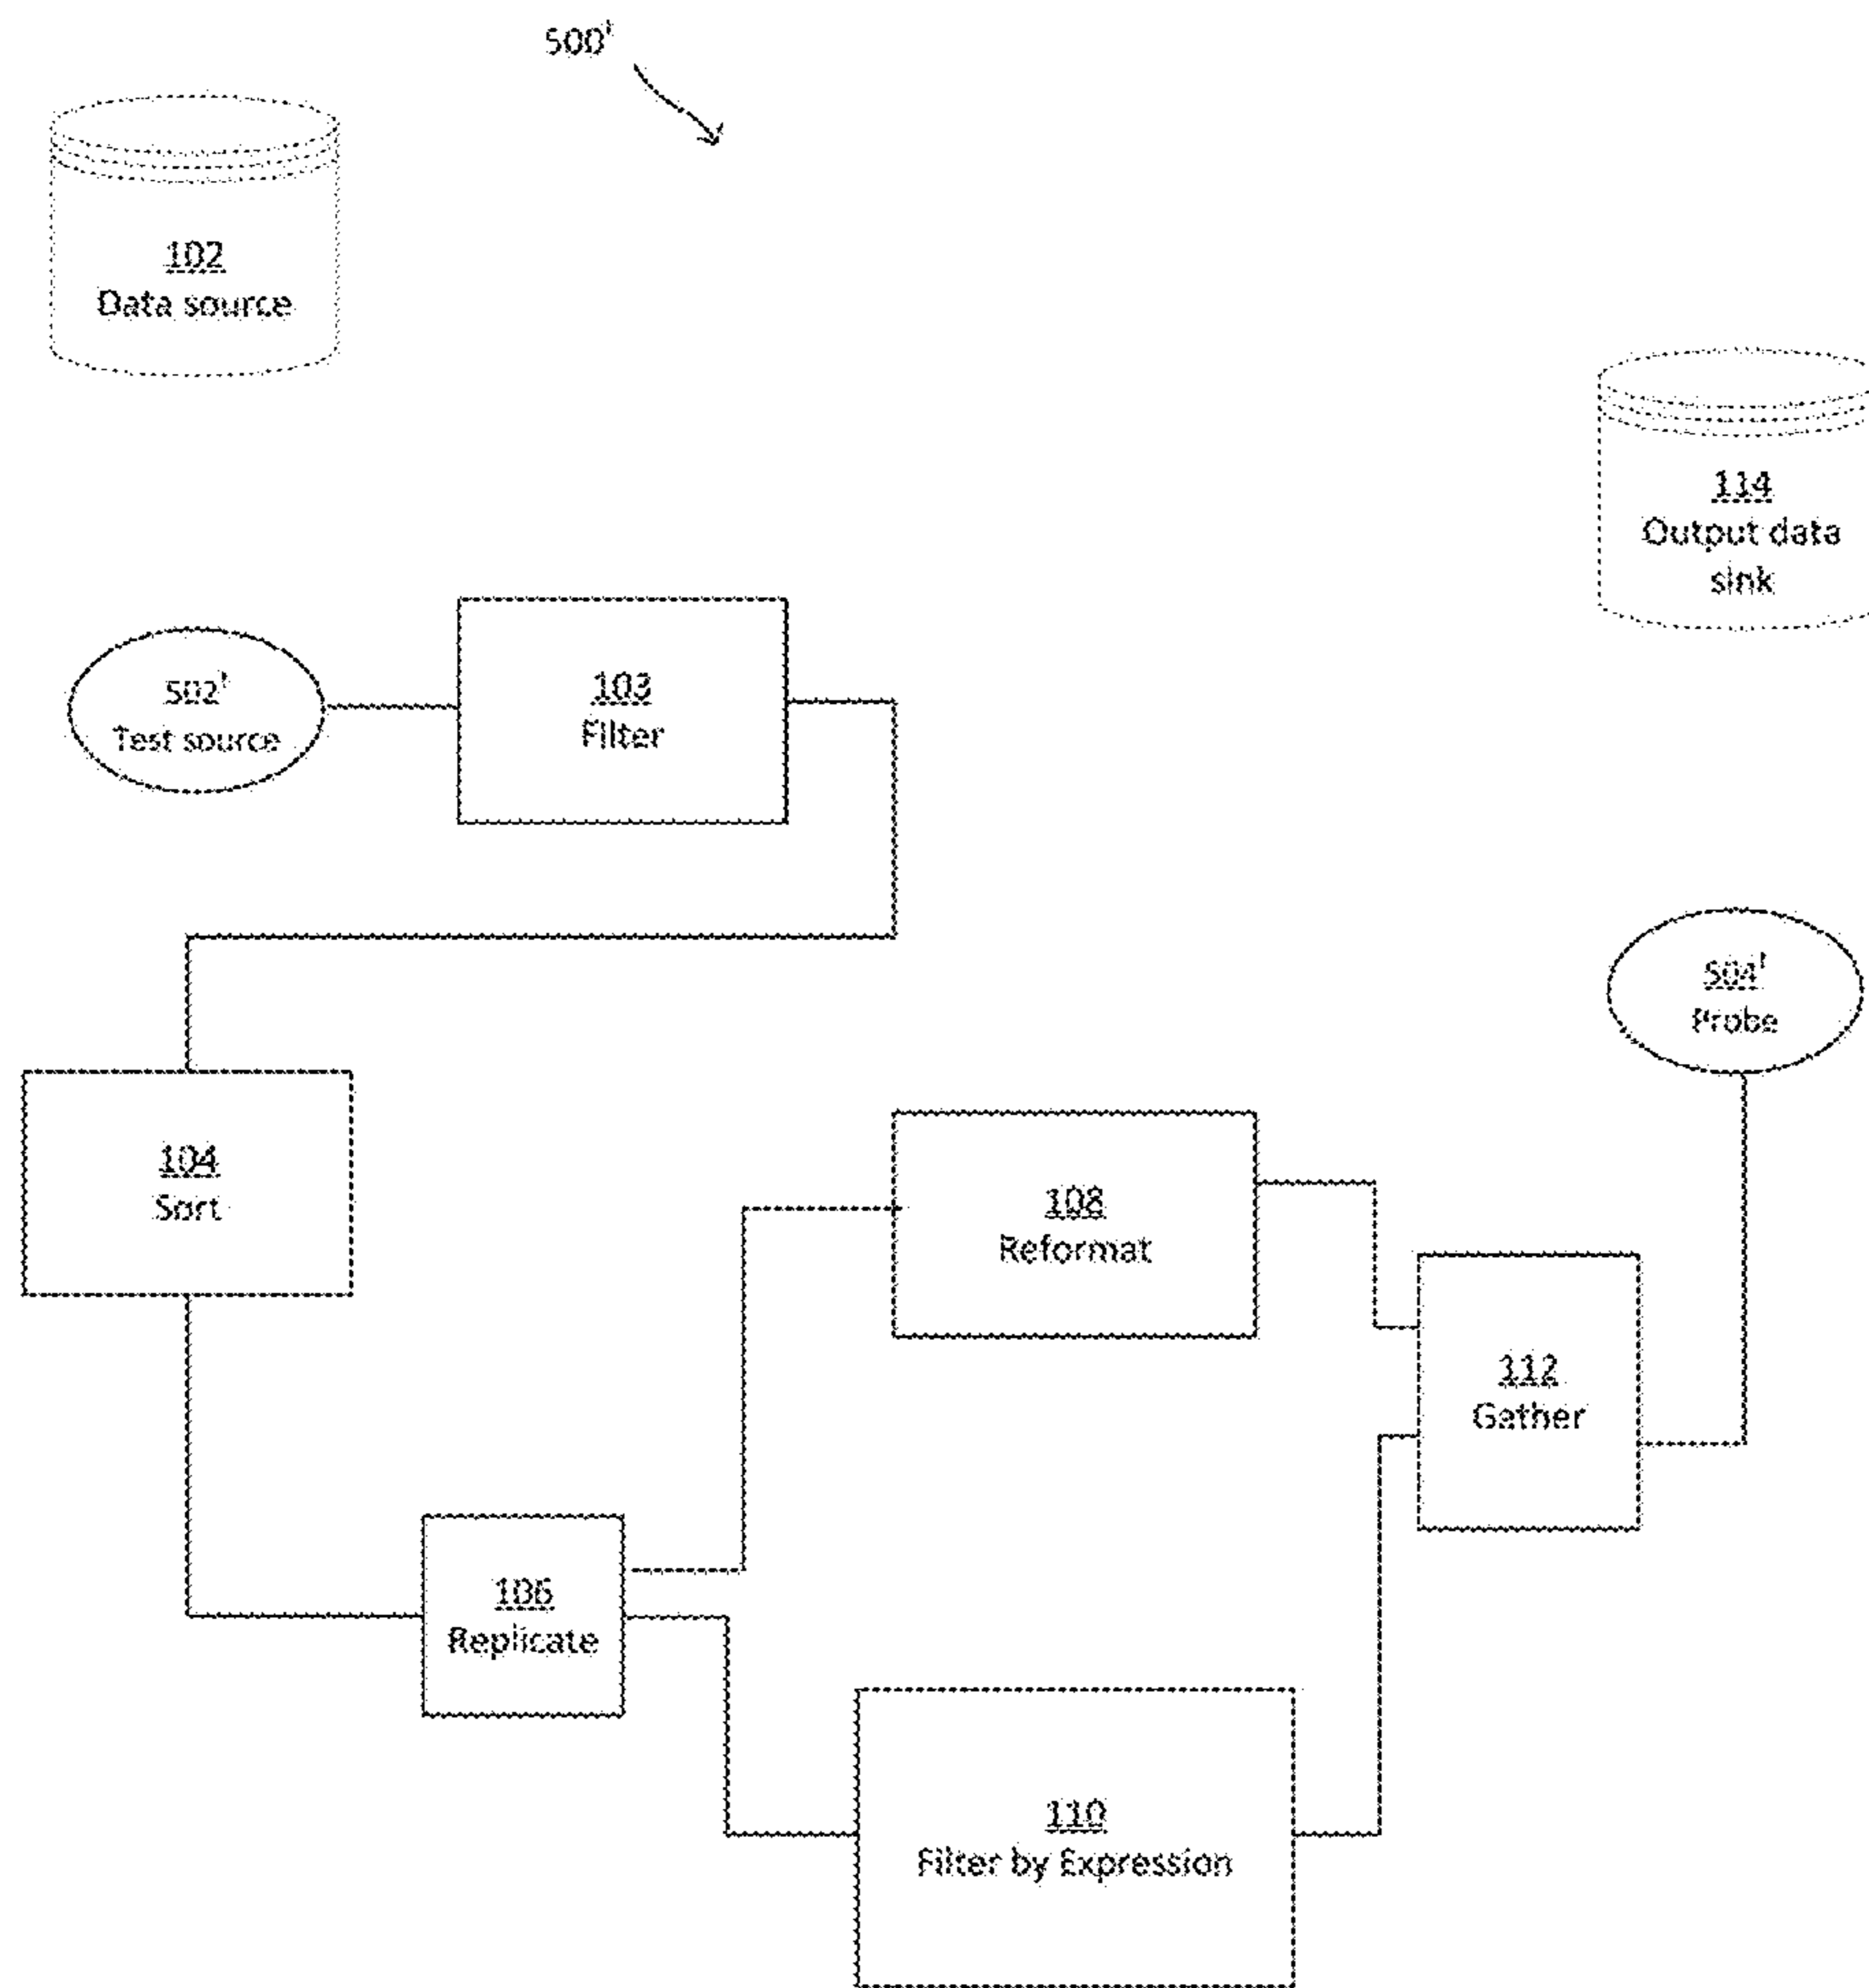 500'
102
Data source
114
Output data
sink
502'
Test source
103
Filter
504'
Probe
104
Sort
108
Reformat
112
Gather
106
Replicate
110
Filter by Expression